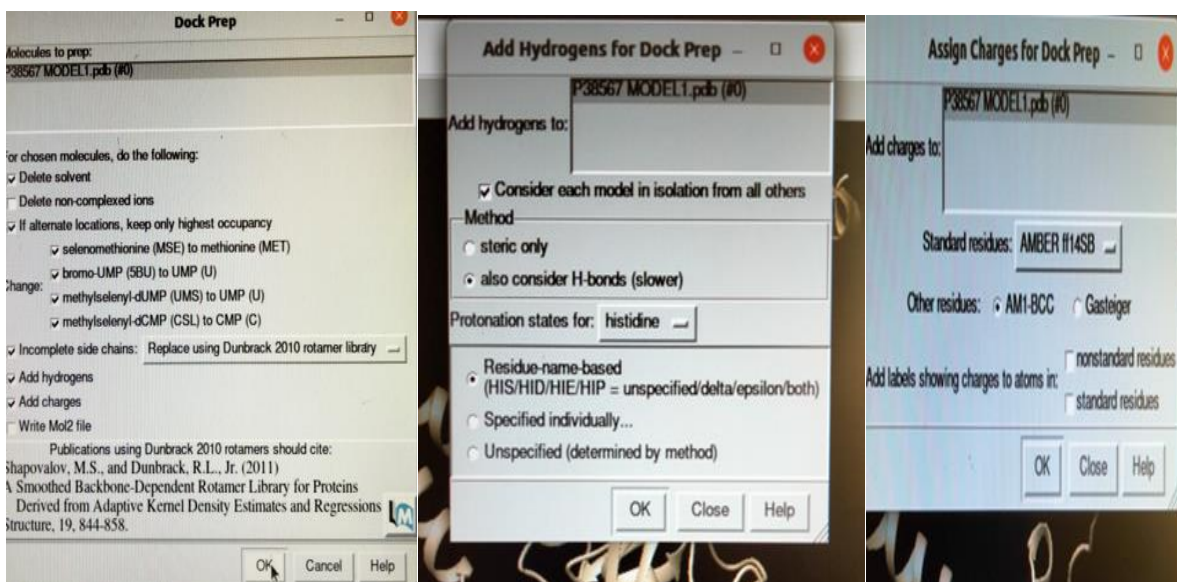 Dock Prep
Molecules to prep:
P38567 MODEL1.pdb (#0)
For chosen molecules, do the following:
Delete solvent
Delete non-complexed ions
If alternate locations, keep only highest occupancy
Change:
selenomethionine (MSE) to methionine (MET)
bromo-UMP (5BU) to UMP (U)
methylselenyl-dUMP (UMS) to UMP (U)
methylselenyl-dCMP (CSL) to CMP (C)
Incomplete side chains: Replace using Dunbrack 2010 rotamer library
Add hydrogens
Add charges
Write Mol2 file
Publications using Dunbrack 2010 rotamers should cite:
Shapovalov, M.S., and Dunbrack, R.L., Jr. (2011)
A Smoothed Backbone-Dependent Rotamer Library for Proteins
Derived from Adaptive Kernel Density Estimates and Regressions
Structure, 19, 844-858.
OK Cancel Help
Add Hydrogens for Dock Prep
P38567 MODEL1.pdb (#0)
Add hydrogens to:
Consider each model in isolation from all others
Method
steric only
also consider H-bonds (slower)
Protonation states for: histidine
Residue-name-based
(HIS/HID/HIE/HIP = unspecified/delta/epsilon/both)
Specified individually...
Unspecified (determined by method)
OK Close Help
Assign Charges for Dock Prep
P38567 MODEL1.pdb (#0)
Add charges to:
Standard residues: AMBER ff14SB
Other residues: AM1-BCC Gasteiger
Add labels showing charges to atoms in:
nonstandard residues
standard residues
OK Close Help